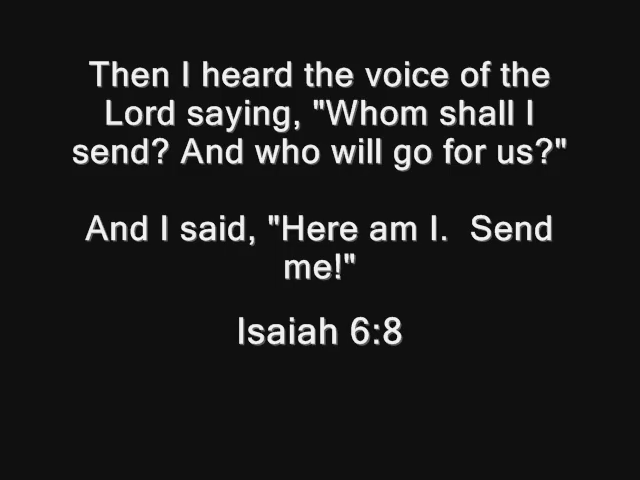 Then I heard the voice of the
Lord saying, "Whom shall I
send? And who will go for us?"
And I said, "Here am I.  Send
me!"
Isaiah 6:8